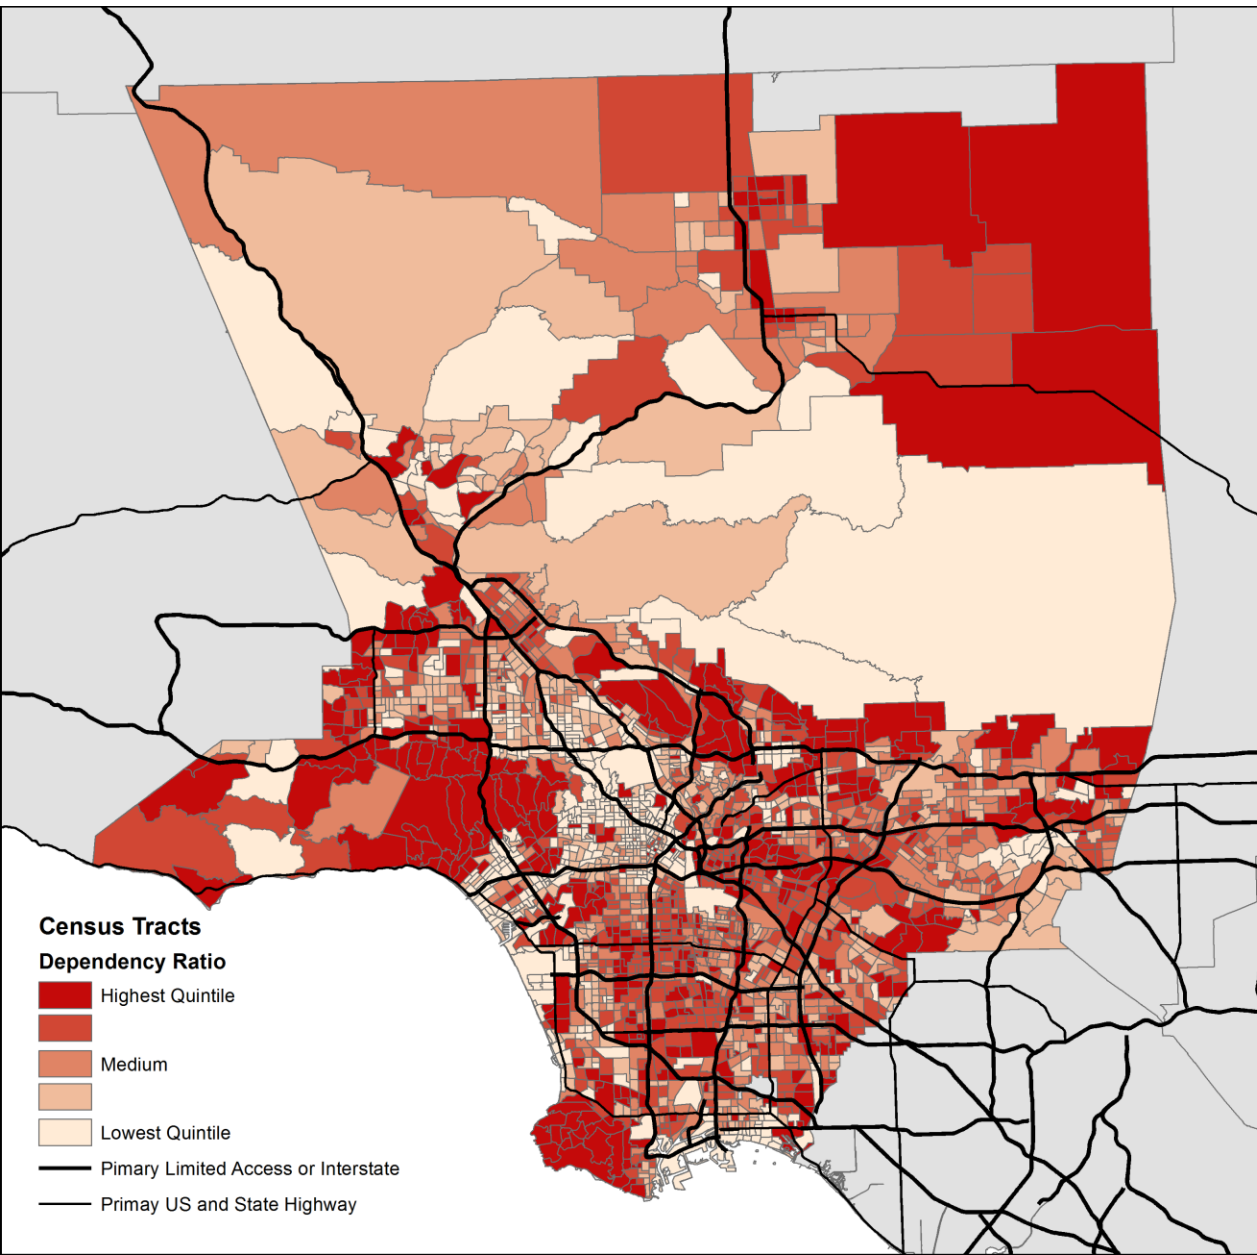 Census Tracts
Dependency Ratio
Highest Quintile
Medium
Lowest Quintile
Pimary Limited Access or Interstate
Primay US and State Highway